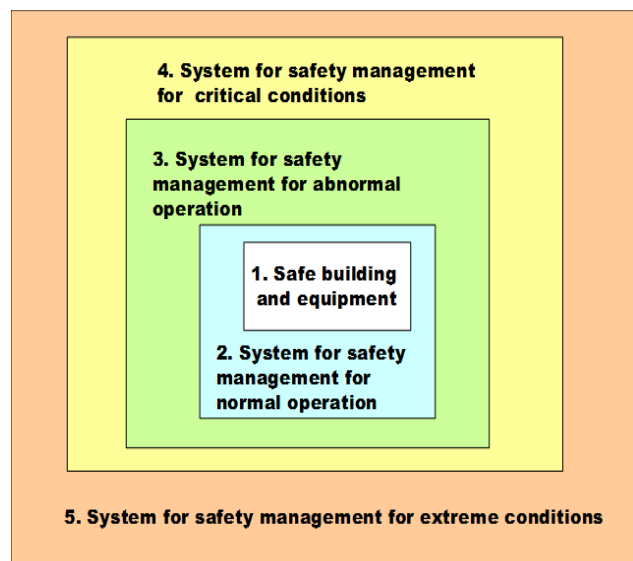 4. System for safety management
for critical conditions
3. System for safety
management for abnormal
operation
1. Safe building
and equipment
2. System for safety
management for
normal operation
5. System for safety management for extreme conditions